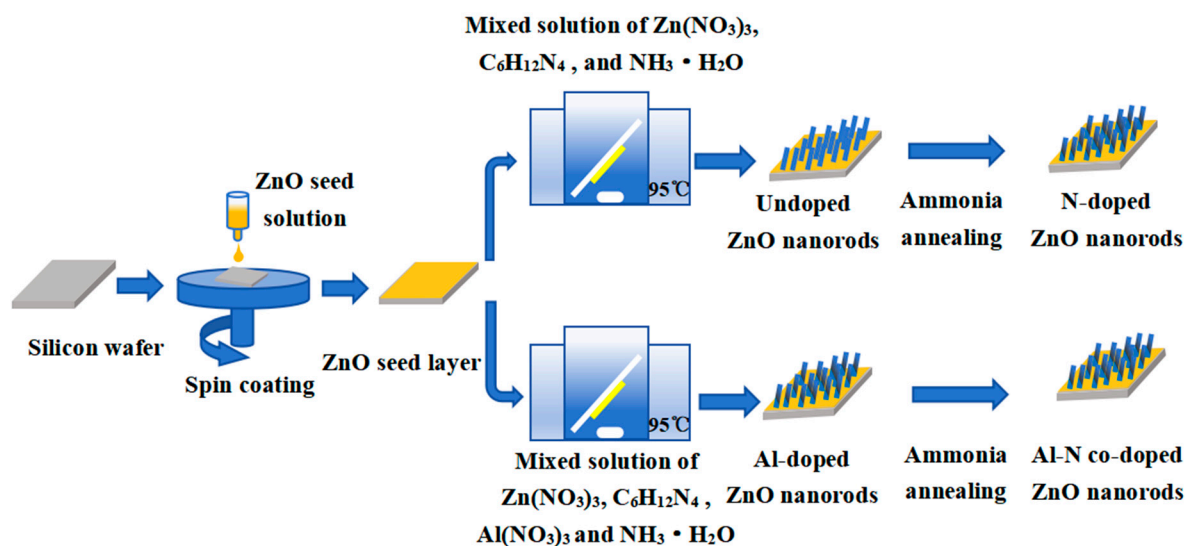 Mixed solution of Zn(NO₃)₃,
C₆H₁₂N₄ , and NH₃・H₂O
ZnO seed
solution
95℃
Undoped
ZnO nanorods
Ammonia
annealing
N-doped
ZnO nanorods
Silicon wafer
Spin coating
ZnO seed layer
95℃
Mixed solution of
Zn(NO₃)₃, C₆H₁₂N₄ ,
Al(NO₃)₃ and NH₃・H₂O
Al-doped
ZnO nanorods
Ammonia
annealing
Al-N co-doped
ZnO nanorods